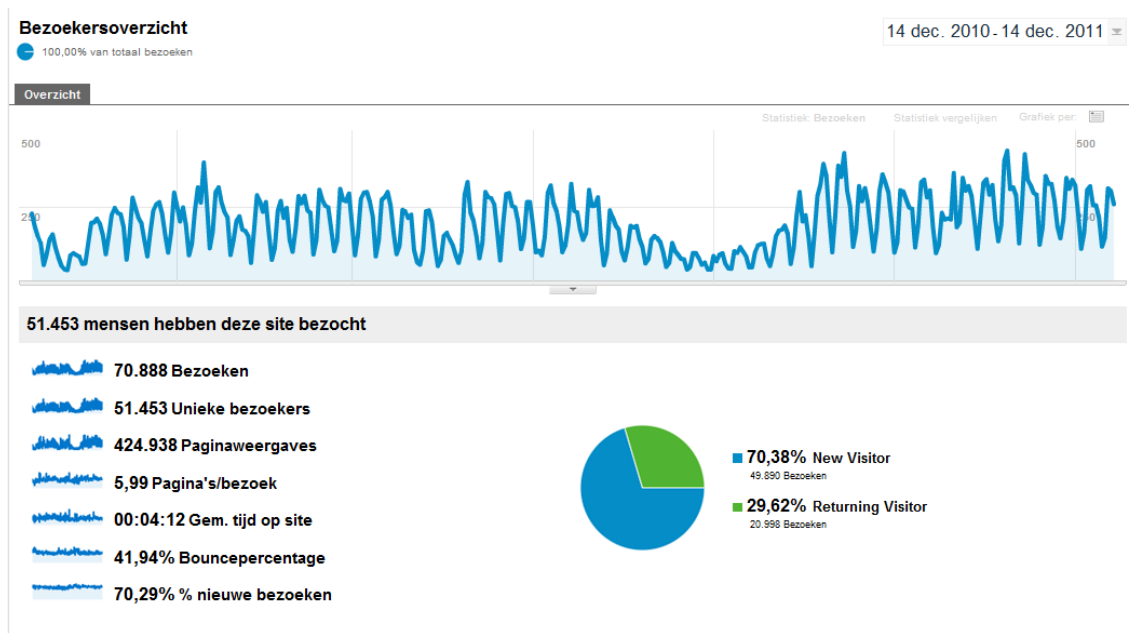 Bezoekersoverzicht
14 dec. 2010 - 14 dec. 2011
100,00% van totaal bezoeken
Overzicht
Statistiek: Bezoeken Statistiek vergelijken Grafiek per:
500 500
250 250
51.453 mensen hebben deze site bezocht
70.888 Bezoeken
51.453 Unieke bezoekers
424.938 Paginaweergaves
5,99 Pagina's/bezoek
00:04:12 Gem. tijd op site
41,94% Bouncepercentage
70,29% % nieuwe bezoeken
70,38% New Visitor
49.890 Bezoeken
29,62% Returning Visitor
20.998 Bezoeken